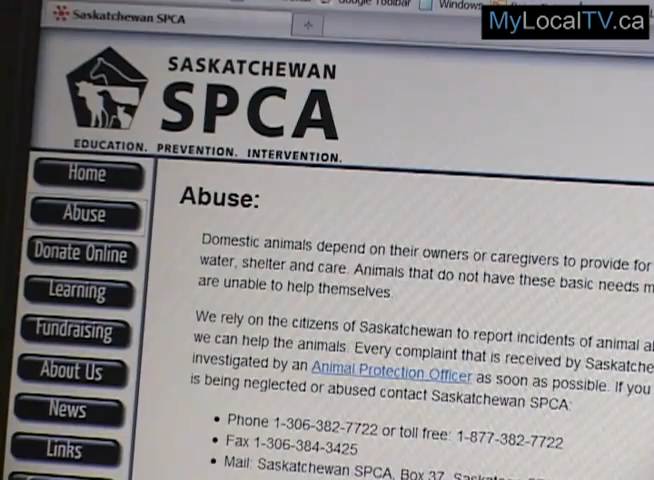 Google Toolbar
Windows
MyLocalTV.ca
Saskatchewan SPCA
SASKATCHEWAN
SPCA
EDUCATION. PREVENTION. INTERVENTION.
Home
Abuse
Donate Online
Learning
Fundraising
About Us
News
Links
Abuse:
Domestic animals depend on their owners or caregivers to provide for
water, shelter and care. Animals that do not have these basic needs
are unable to help themselves.
We rely on the citizens of Saskatchewan to report incidents of animal
we can help the animals. Every complaint that is received by
investigated by an Animal Protection Officer as soon as possible. If you
is being neglected or abused contact Saskatchewan SPCA:
• Phone 1-306-382-7722 or toll free: 1-877-382-7722
• Fax 1-306-384-3425
• Mail: Saskatchewan SPCA, Box 37,